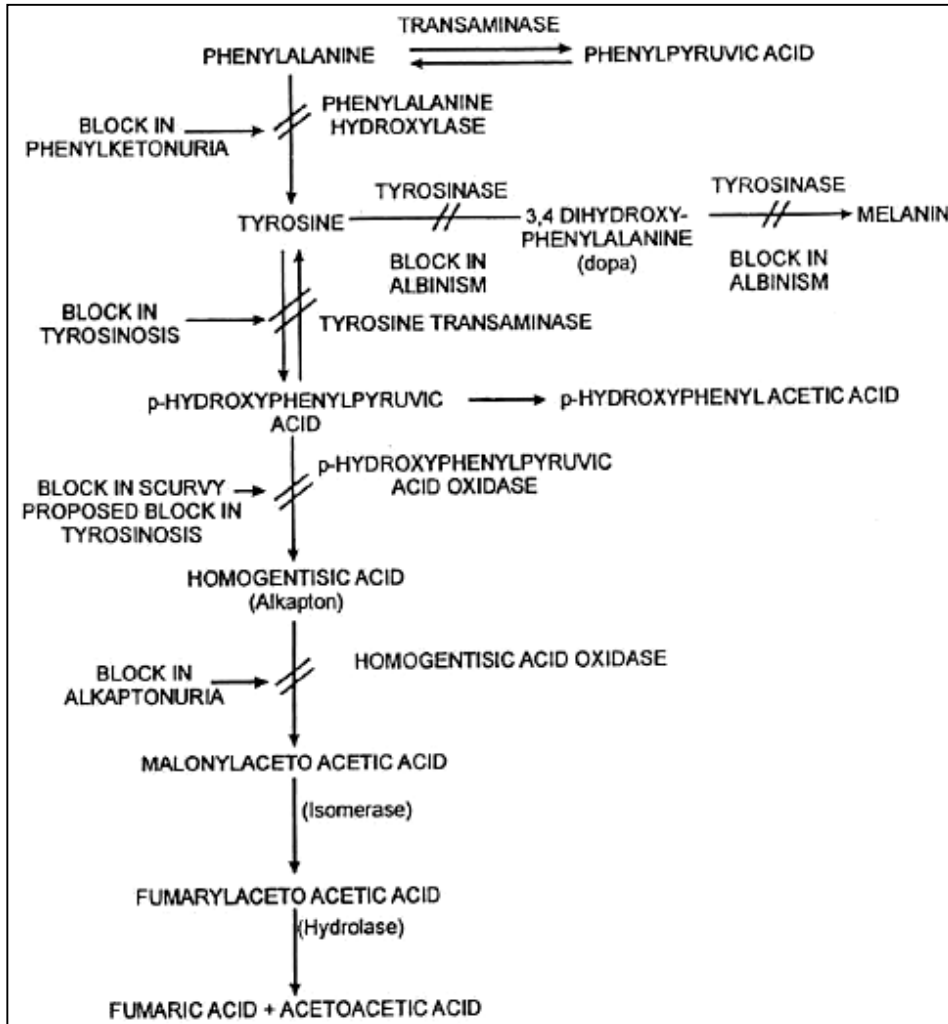 TRANSAMINASE
PHENYLALANINE
PHENYLPYRUVIC ACID
BLOCK IN
PHENYLKETONURIA
PHENYLALANINE
HYDROXYLASE
TYROSINE
TYROSINASE
BLOCK IN
ALBINISM
3,4 DIHYDROXY-
PHENYLALANINE
(dopa)
TYROSINASE
BLOCK IN
ALBINISM
MELANIN
BLOCK IN
TYROSINOSIS
TYROSINE TRANSAMINASE
p-HYDROXYPHENYLPYRUVIC
ACID
p-HYDROXYPHENYL ACETIC ACID
BLOCK IN SCURVY
PROPOSED BLOCK IN
TYROSINOSIS
p-HYDROXYPHENYLPYRUVIC
ACID OXIDASE
HOMOGENTISIC ACID
(Alkapton)
BLOCK IN
ALKAPTONURIA
HOMOGENTISIC ACID OXIDASE
MALONYLACETO ACETIC ACID
(Isomerase)
FUMARYLACETO ACETIC ACID
(Hydrolase)
FUMARIC ACID + ACETOACETIC ACID